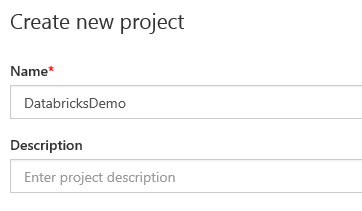 Create new project
Name*
DatabricksDemo
Description
Enter project description